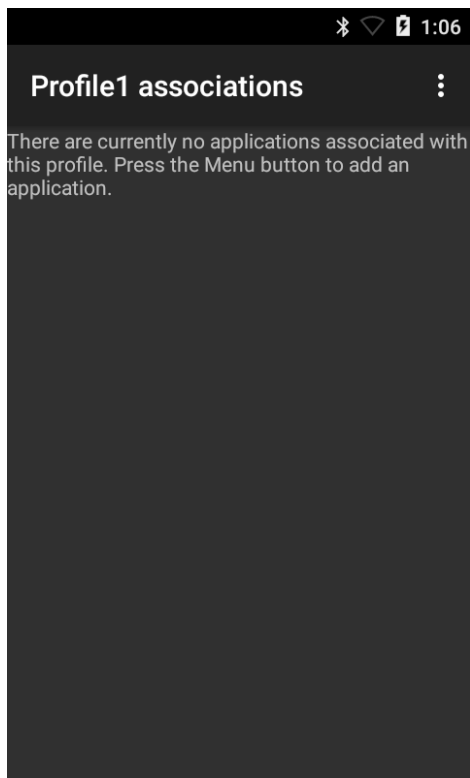 1:06
Profile1 associations
There are currently no applications associated with
this profile. Press the Menu button to add an
application.